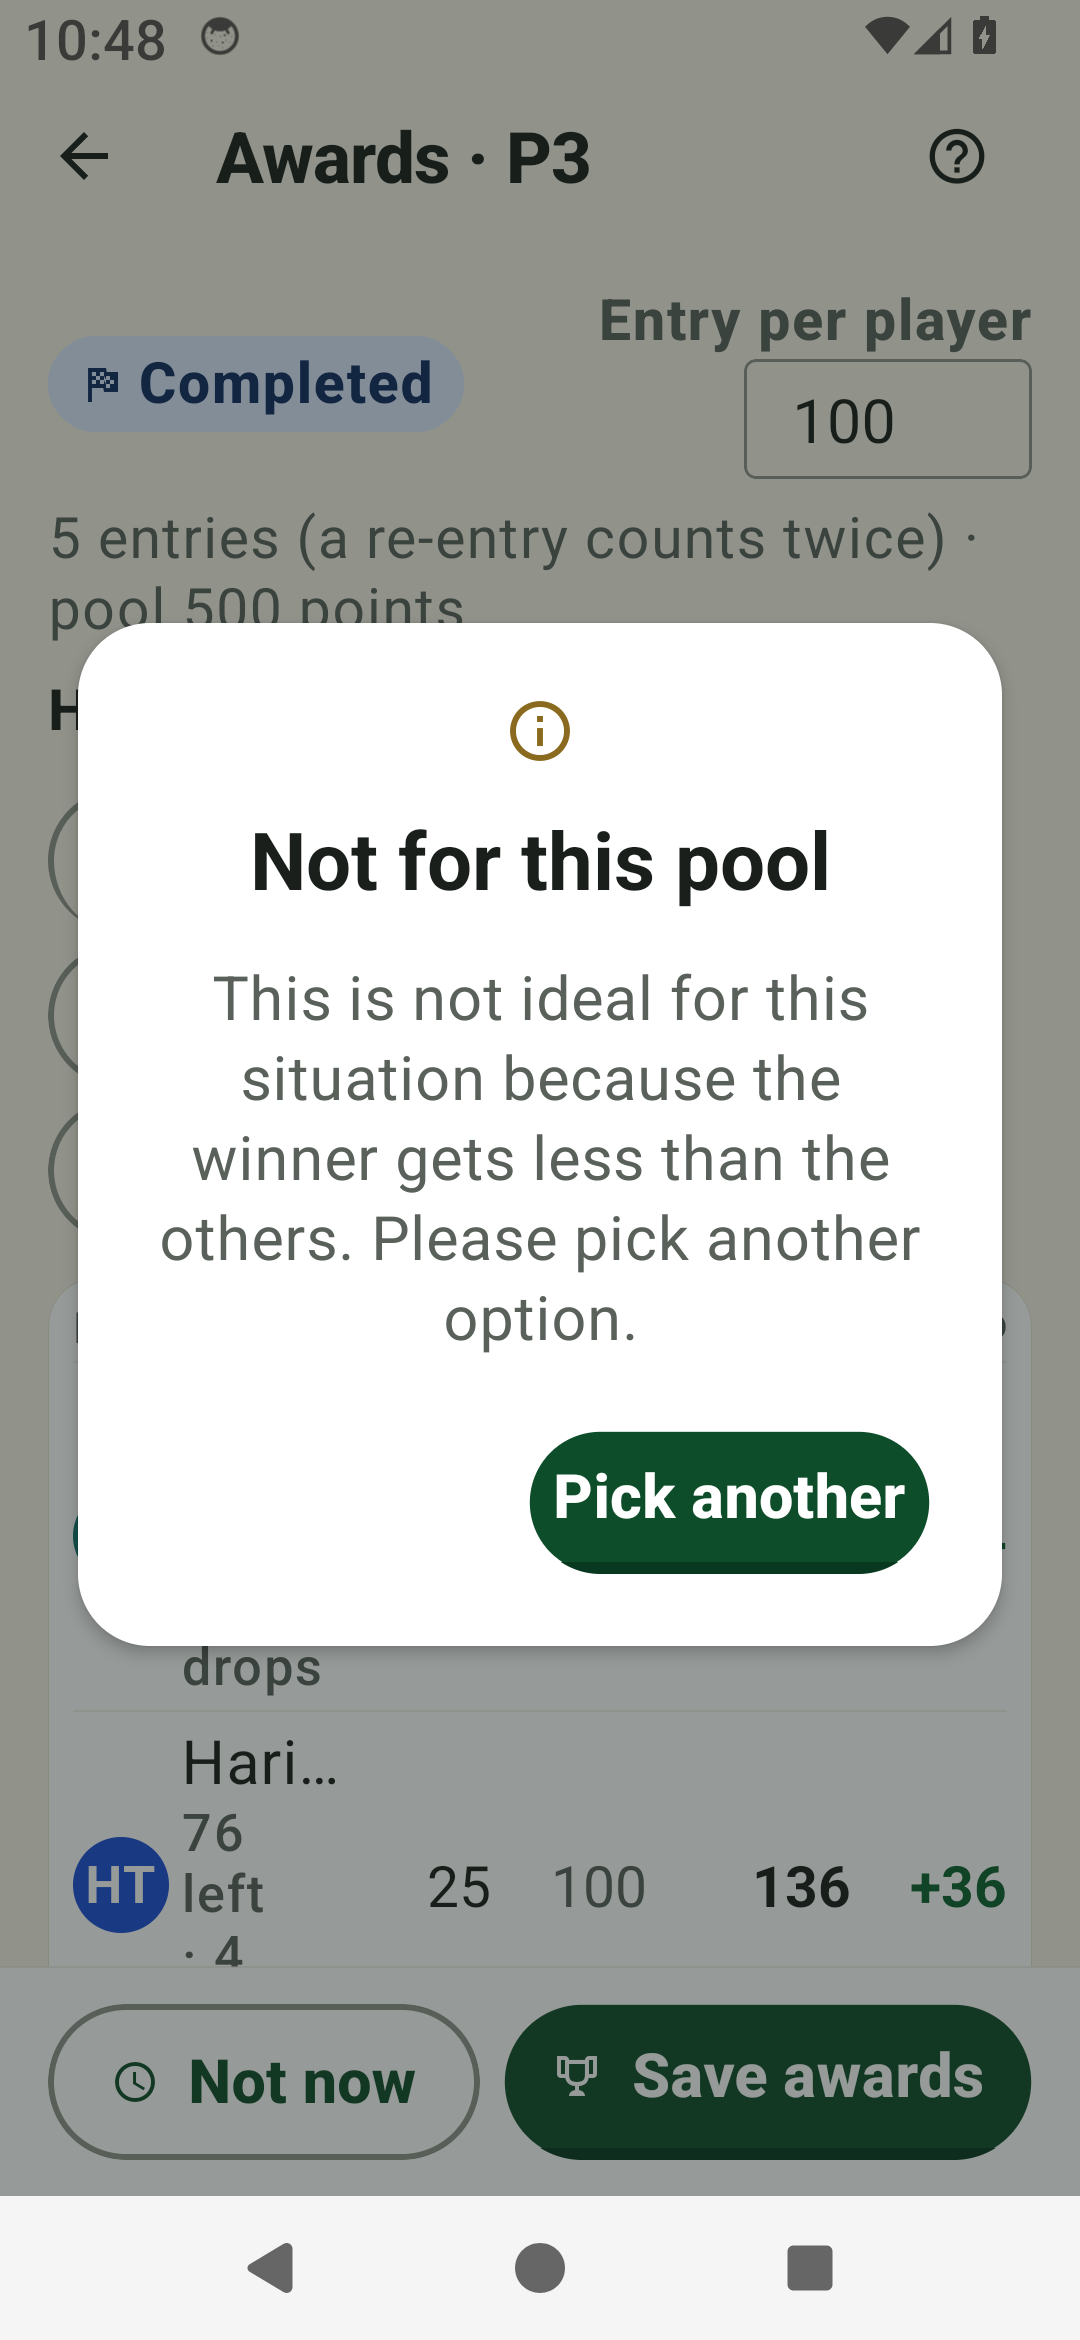 10:48
Awards · P3
Entry per player
Completed
100
5 entries (a re-entry counts twice) ·
pool 500 points
Not for this pool
This is not ideal for this
situation because the
winner gets less than the
others. Please pick another
option.
Pick another
drops
Hari...
76
left
· 4
HT
25
100
136
+36
Not now
Save awards